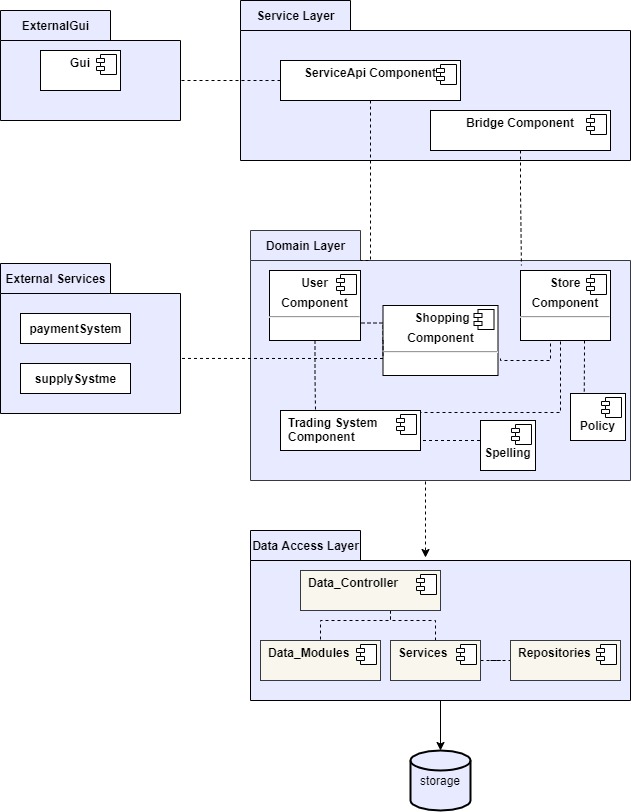 ExternalGui
Gui
Service Layer
ServiceApi Component
Bridge Component
Domain Layer
User
Component
Shopping
Component
Store
Component
External Services
paymentSystem
supplySystme
Trading System
Component
Spelling
Policy
Data Access Layer
Data_Controller
Data_Modules
Services
Repositories
storage